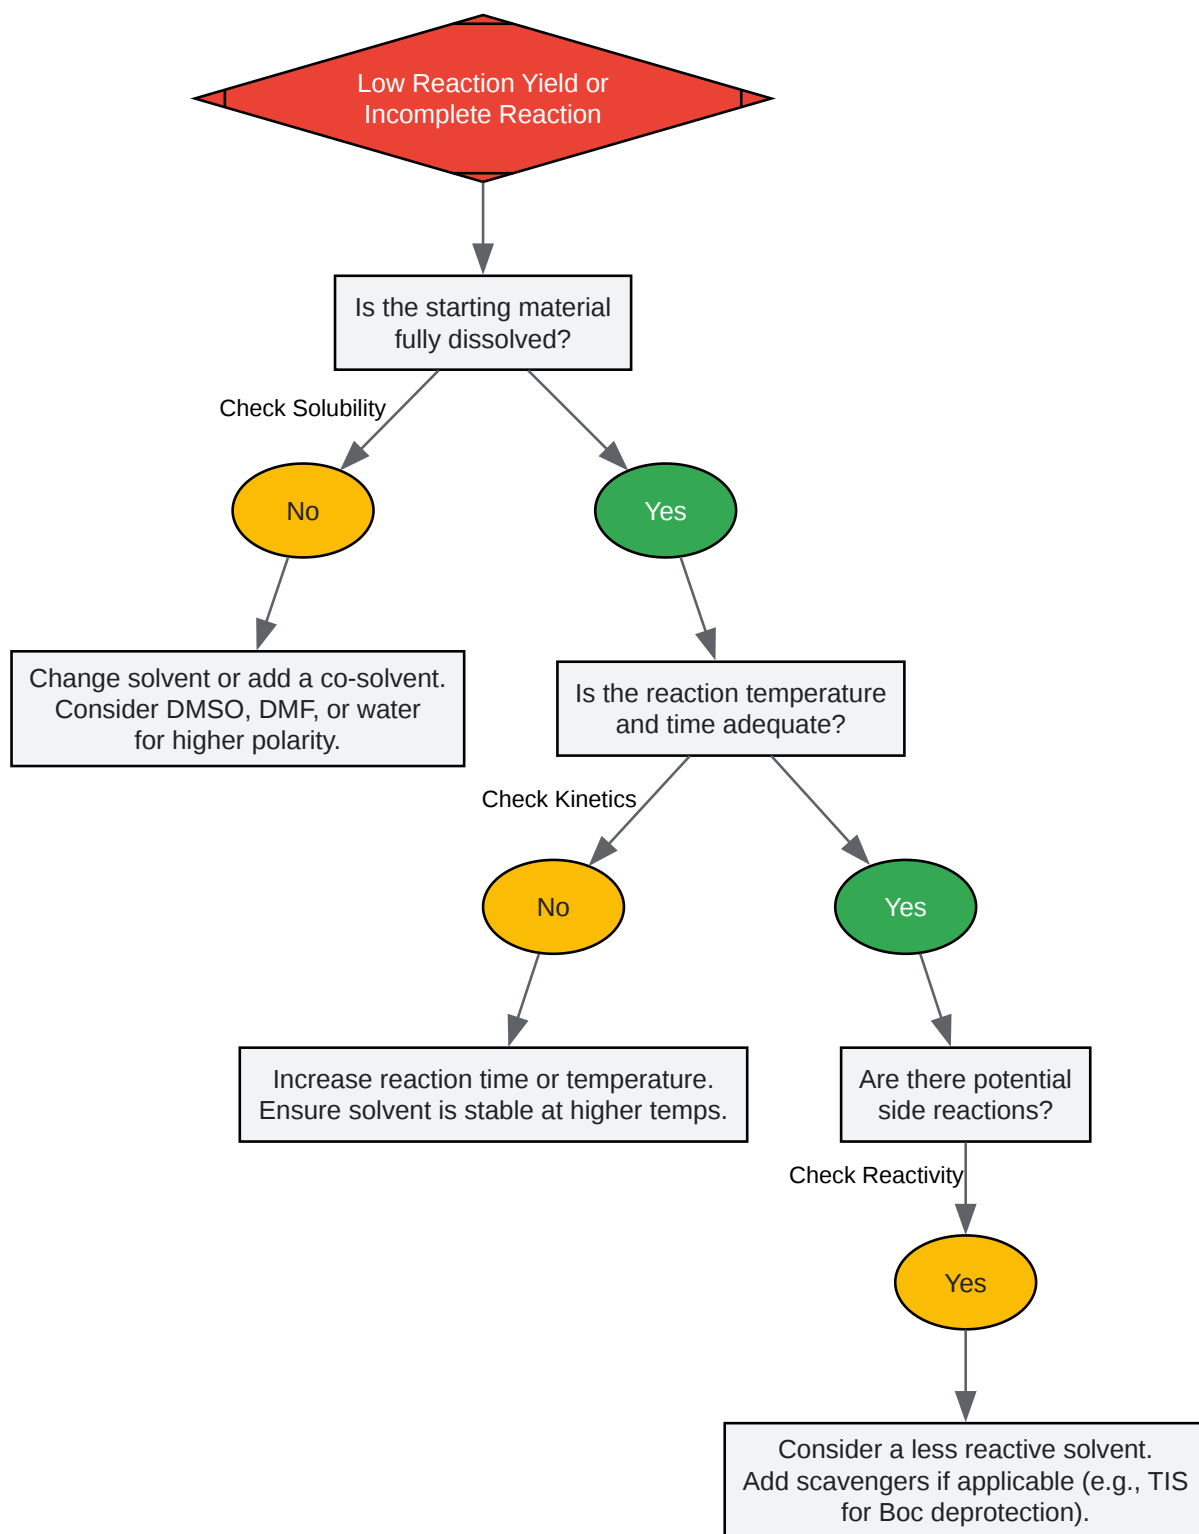 Low Reaction Yield or
Incomplete Reaction
Is the starting material
fully dissolved?
Check Solubility
No
Yes
Change solvent or add a co-solvent.
Consider DMSO, DMF, or water
for higher polarity.
Is the reaction temperature
and time adequate?
Check Kinetics
No
Yes
Increase reaction time or temperature.
Ensure solvent is stable at higher temps.
Are there potential
side reactions?
Check Reactivity
Yes
Consider a less reactive solvent.
Add scavengers if applicable (e.g., TIS
for Boc deprotection).